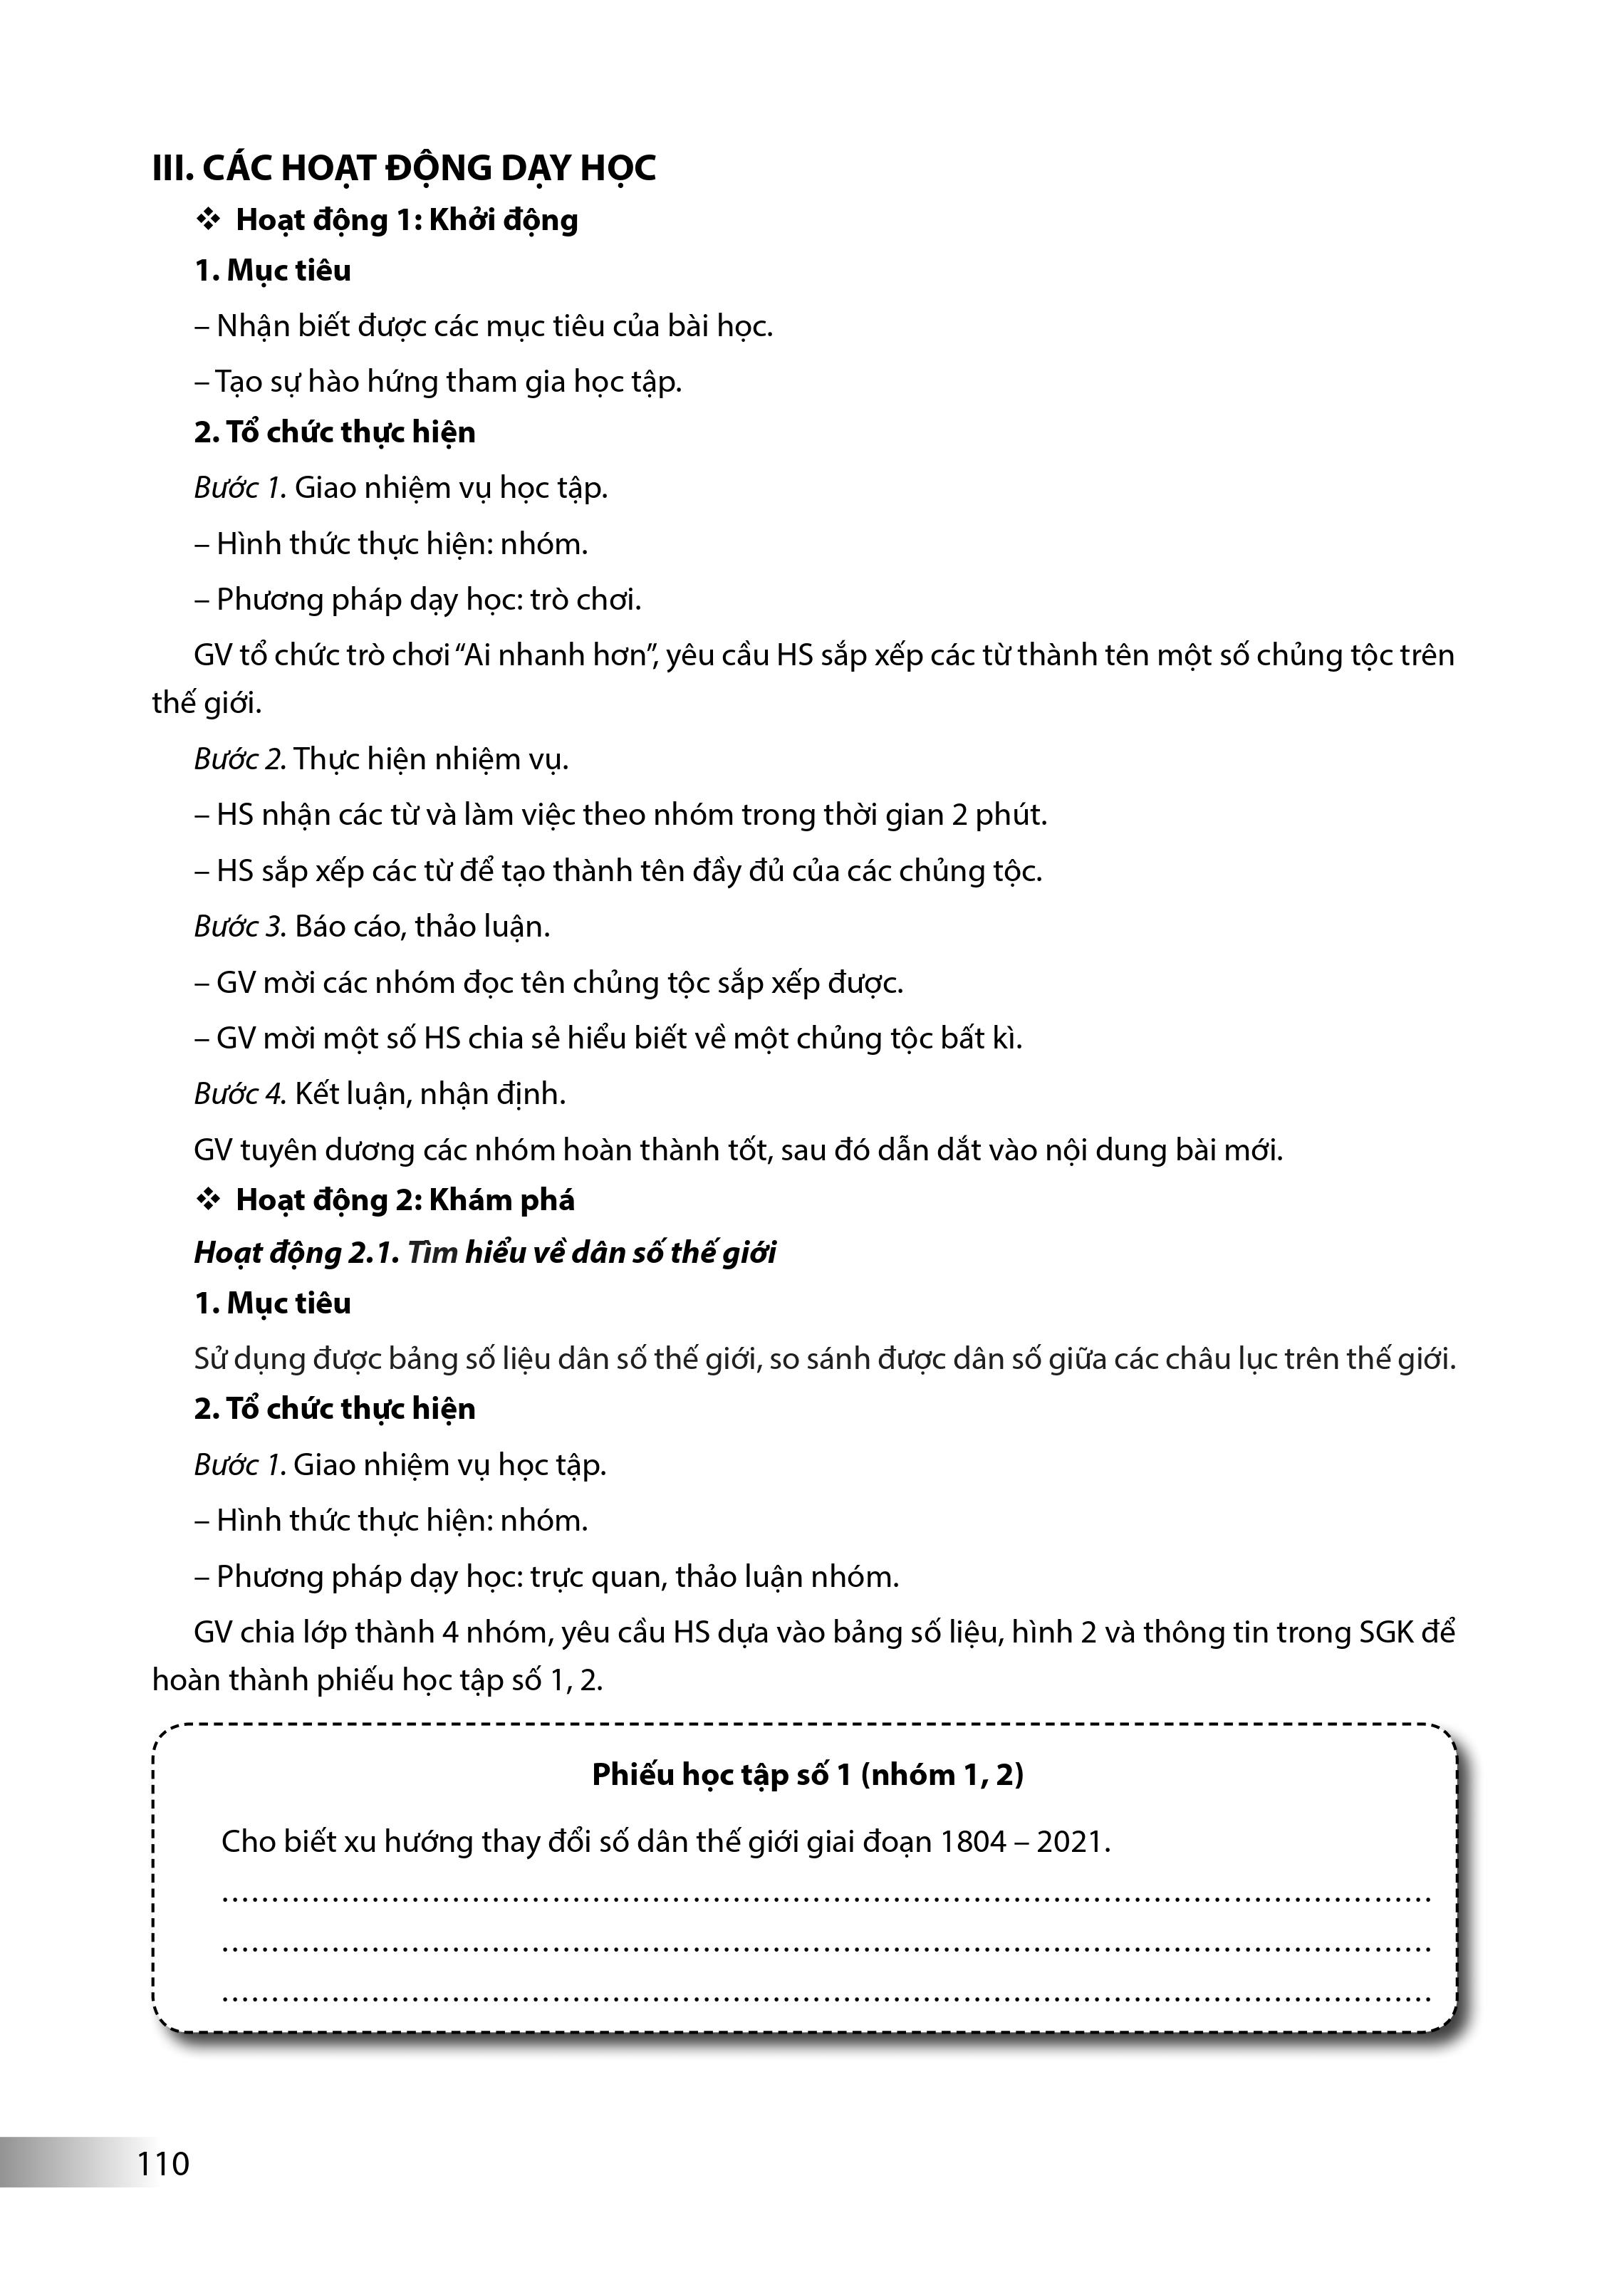 III. CÁC HOẠT ĐỘNG DẠY HỌC
❖ Hoạt động 1: Khởi động
1. Mục tiêu
– Nhận biết được các mục tiêu của bài học.
– Tạo sự hào hứng tham gia học tập.
2. Tổ chức thực hiện
Bước 1. Giao nhiệm vụ học tập.
– Hình thức thực hiện: nhóm.
– Phương pháp dạy học: trò chơi.
GV tổ chức trò chơi “Ai nhanh hơn”, yêu cầu HS sắp xếp các từ thành tên một số chủng tộc trên
thế giới.
Bước 2. Thực hiện nhiệm vụ.
– HS nhận các từ và làm việc theo nhóm trong thời gian 2 phút.
– HS sắp xếp các từ để tạo thành tên đầy đủ của các chủng tộc.
Bước 3. Báo cáo, thảo luận.
– GV mời các nhóm đọc tên chủng tộc sắp xếp được.
– GV mời một số HS chia sẻ hiểu biết về một chủng tộc bất kì.
Bước 4. Kết luận, nhận định.
GV tuyên dương các nhóm hoàn thành tốt, sau đó dẫn dắt vào nội dung bài mới.
❖ Hoạt động 2: Khám phá
Hoạt động 2.1. Tìm hiểu về dân số thế giới
1. Mục tiêu
Sử dụng được bảng số liệu dân số thế giới, so sánh được dân số giữa các châu lục trên thế giới.
2. Tổ chức thực hiện
Bước 1. Giao nhiệm vụ học tập.
– Hình thức thực hiện: nhóm.
– Phương pháp dạy học: trực quan, thảo luận nhóm.
GV chia lớp thành 4 nhóm, yêu cầu HS dựa vào bảng số liệu, hình 2 và thông tin trong SGK để
hoàn thành phiếu học tập số 1, 2.
Phiếu học tập số 1 (nhóm 1, 2)
Cho biết xu hướng thay đổi số dân thế giới giai đoạn 1804 – 2021.
110